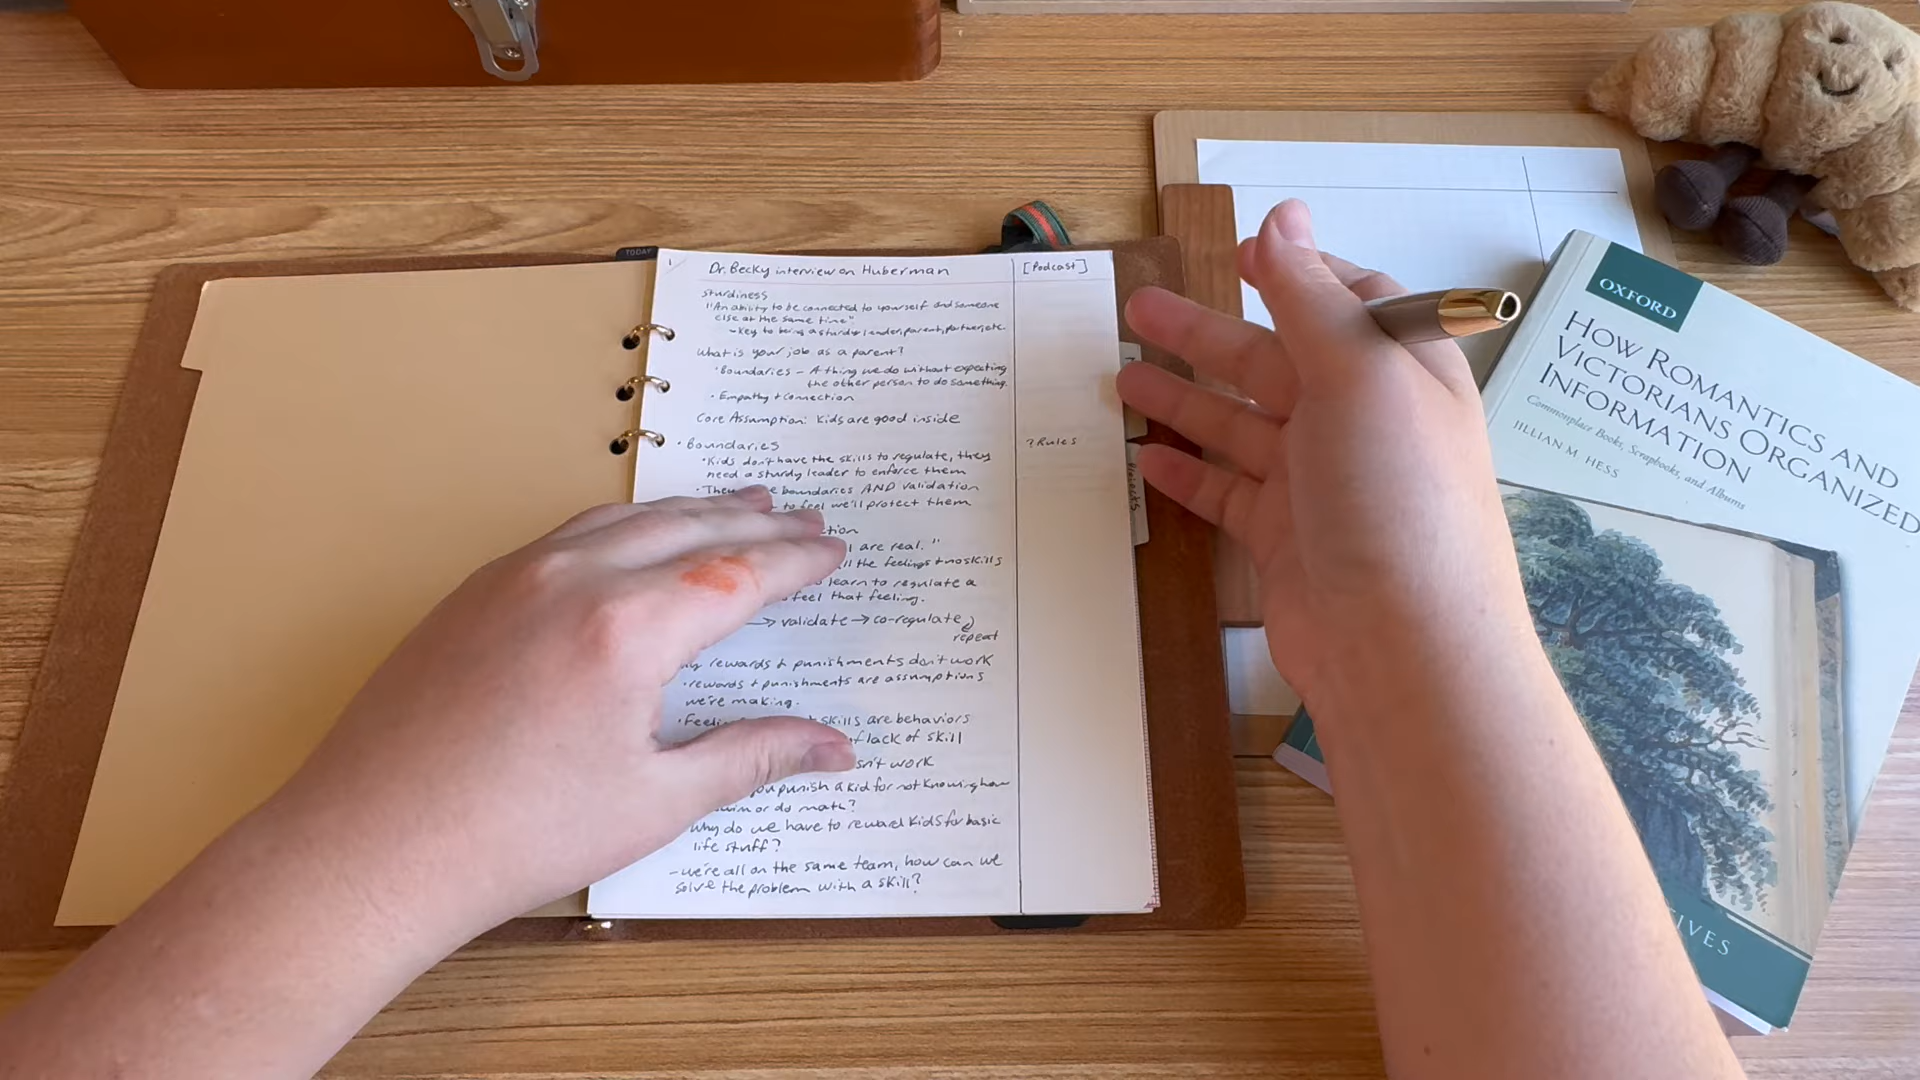 TODAY
1
Dr. Becky interview on Huberman
[Podcast]
Sturdiness
"An ability to be connected to yourself and someone
else at the same time"
Key to being a sturdy leader, parent, partner, etc.
What is your job as a parent?
• Boundaries - A thing we do without expecting
the other person to do something.
• Empathy + connection
Core Assumption: Kids are good inside
• Boundaries
? Rules
• Kids don't have the skills to regulate, they
need a sturdy leader to enforce them
boundaries AND validation
to feel we'll protect them
are real."
the feelings + no skills
learn to regulate a
feel that feeling.
→ validate → co-regulate
repeat
rewards & punishments don't work
• rewards & punishments are assumptions
we're making.
skills are behaviors
of lack of skill
work
punish a kid for not knowing how
or do math?
Why do we have to reward kids for basic
life stuff?
- we're all on the same team, how can we
solve the problem with a skill?
Projects
OXFORD
HOW ROMANTICS AND
VICTORIANS ORGANIZED
INFORMATION
Commonplace Books, Scrapbooks, and Albums
JILLIAN M. HESS